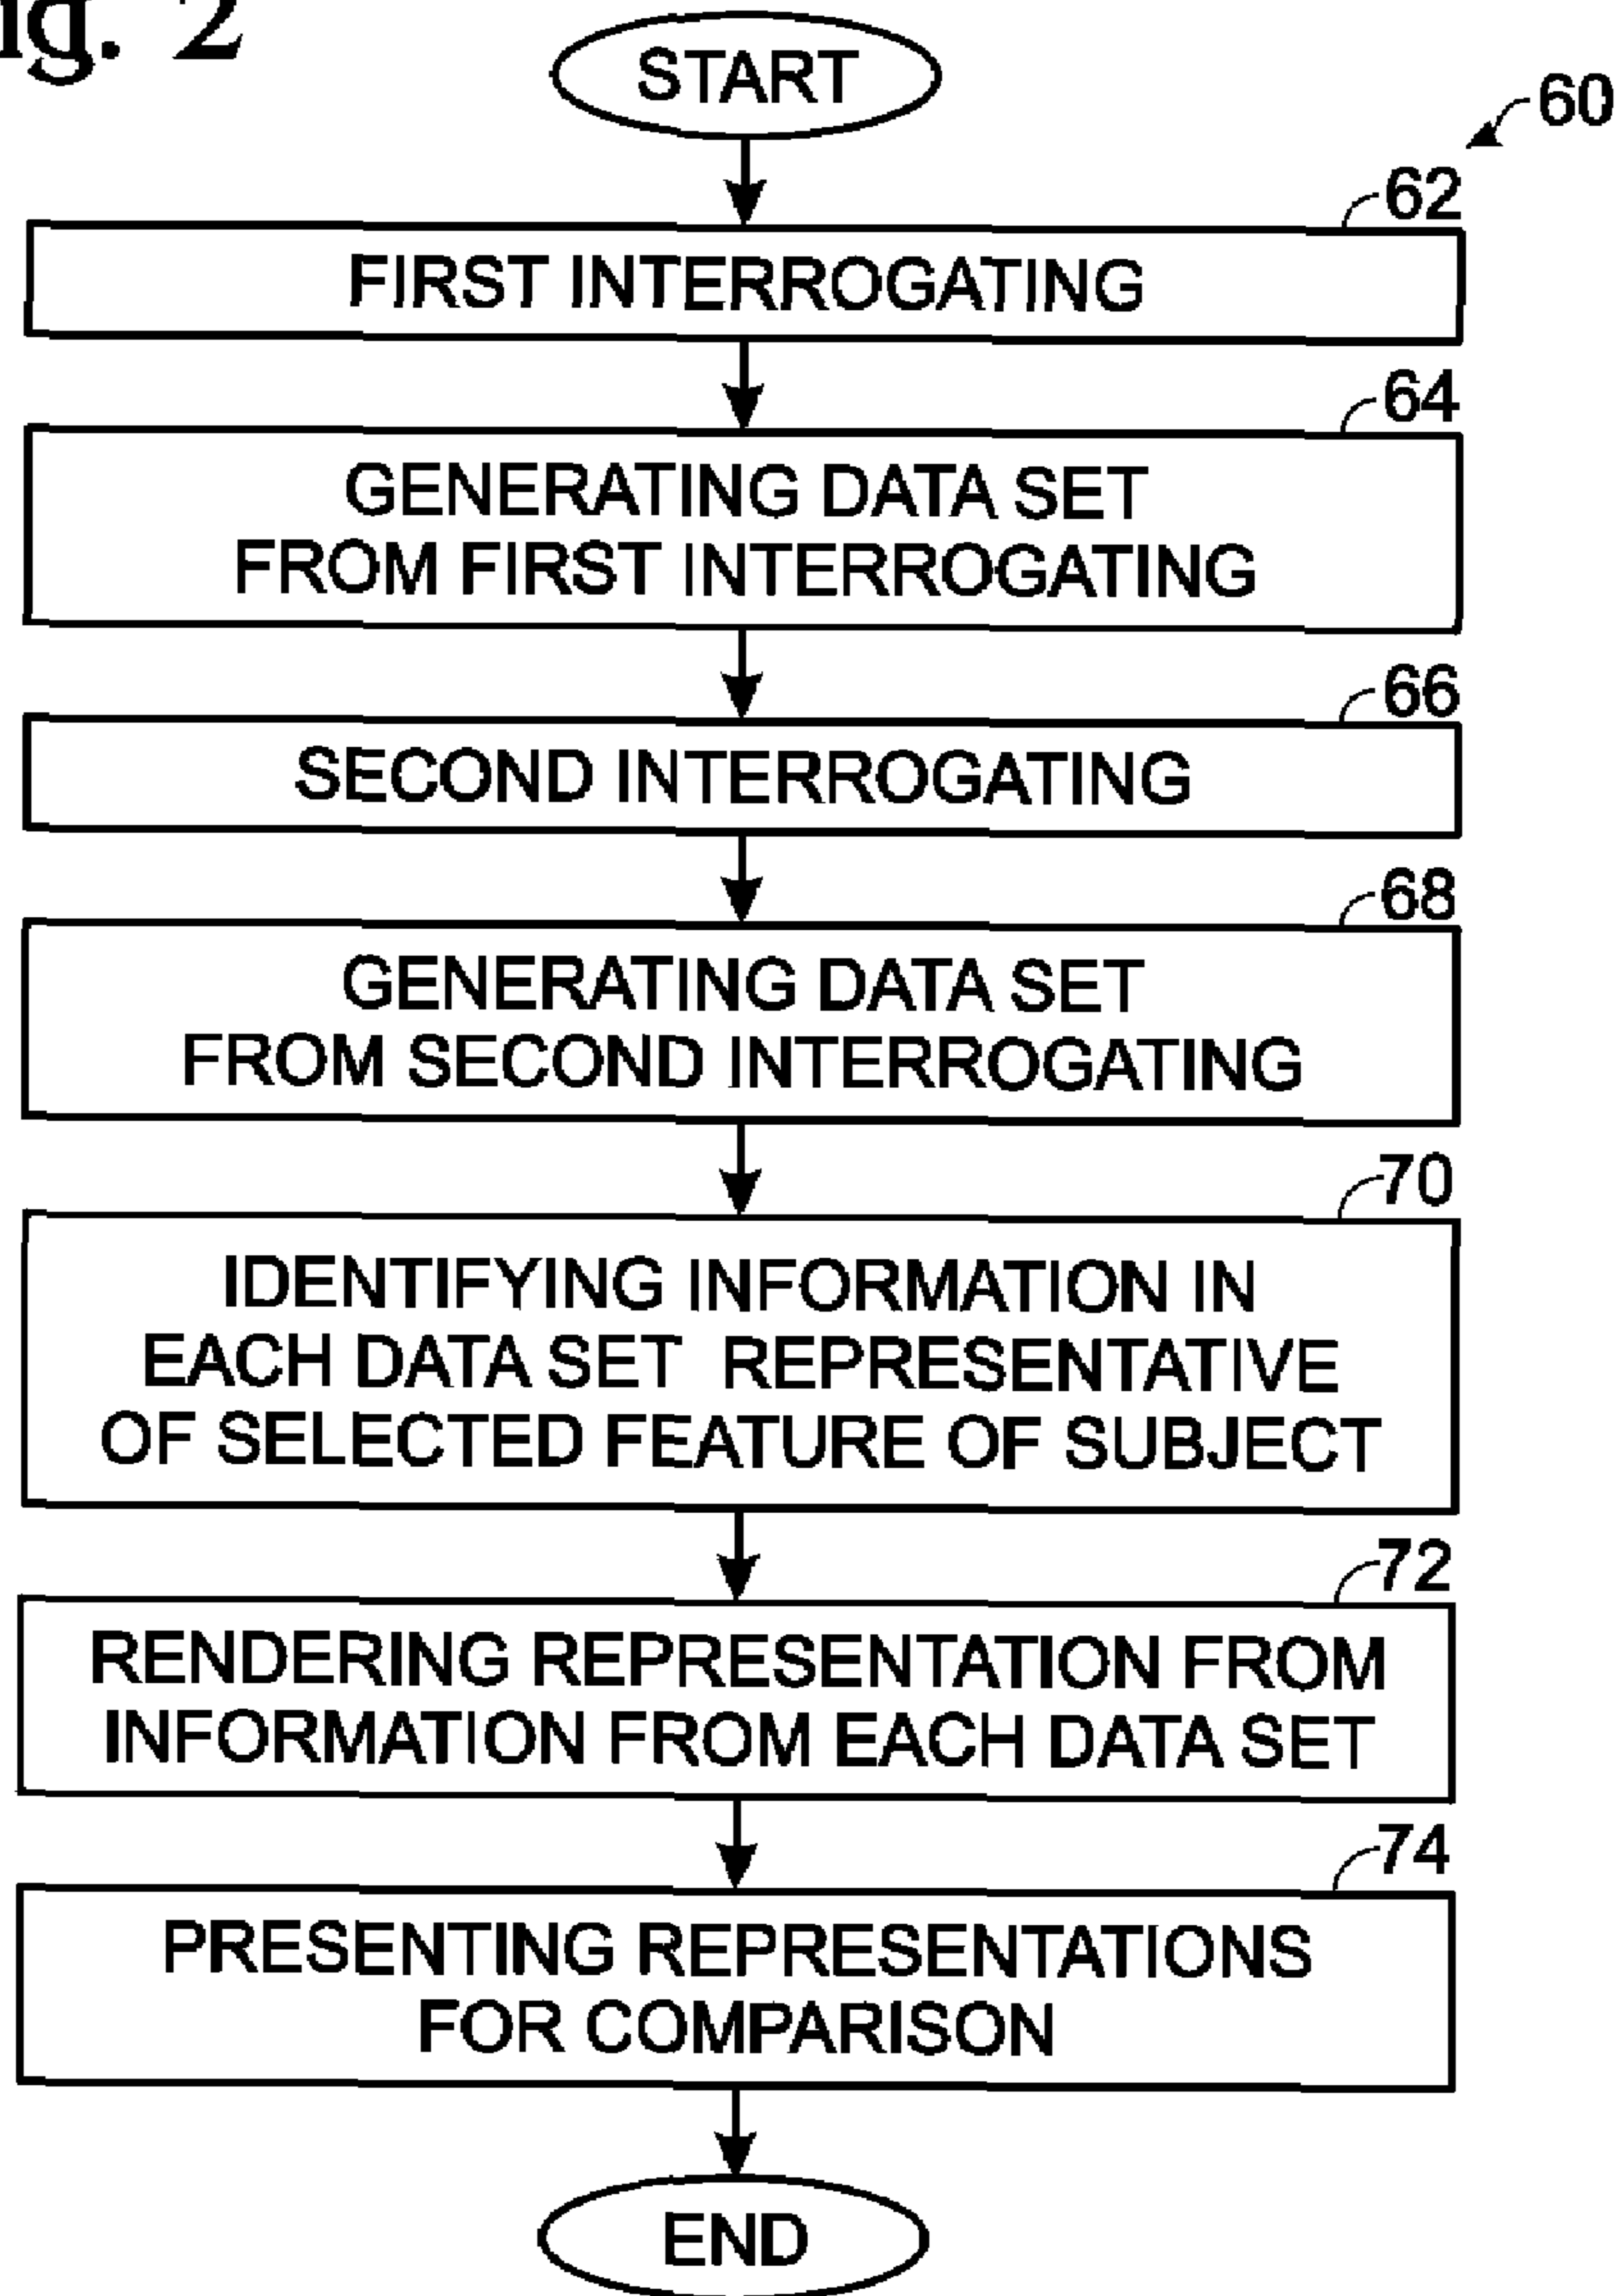 ig. 2
START
60
62
FIRST INTERROGATING
64
GENERATING DATA SET
FROM FIRST INTERROGATING
66
SECOND INTERROGATING
68
GENERATING DATA SET
FROM SECOND INTERROGATING
70
IDENTIFYING INFORMATION IN
EACH DATA SET REPRESENTATIVE
OF SELECTED FEATURE OF SUBJECT
72
RENDERING REPRESENTATION FROM
INFORMATION FROM EACH DATA SET
74
PRESENTING REPRESENTATIONS
FOR COMPARISON
END